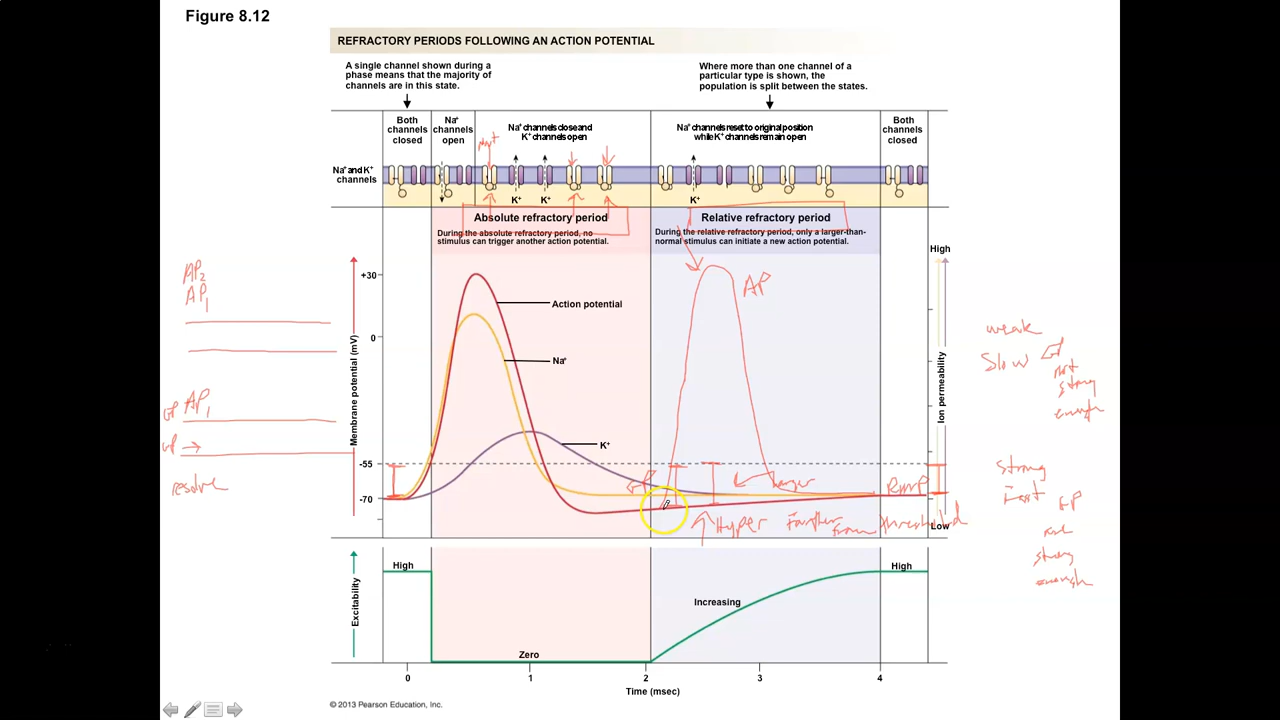 Figure 8.12
REFRACTORY PERIODS FOLLOWING AN ACTION POTENTIAL
A single channel shown during a
phase means that the majority of
channels are in this state.
Where more than one channel of a
particular type is shown, the
population is split between the states.
Both
channels
closed
Na+
channels
open
Na+ channels close and
K+ channels open
Na+ channels reset to original position
while K+ channels remain open
Both
channels
closed
Na+
Na+ and K+
channels
K+
K+
K+
Absolute refractory period
During the absolute refractory period, no
stimulus can trigger another action potential.
Relative refractory period
During the relative refractory period, only a larger-than-
normal stimulus can initiate a new action potential.
High
AP2
AP1
+30
AP
Action potential
weak
0
Slow GP
not
strong
enough
Na+
Membrane potential (mV)
Ion permeability
GP AP1
K+
GP
-55
strong
Fast GP
resolve
GP
larger
RMP
-70
Hyper Farther from threshold
Low
strong
enough
High
High
Excitability
Increasing
Zero
0
1
2
3
4
Time (msec)
© 2013 Pearson Education, Inc.